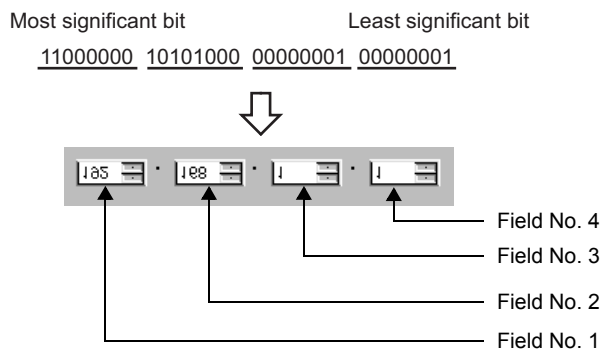 Most significant bit Least significant bit
11000000 10101000 00000001 00000001
192 . 168 . 1 . 1
Field No. 4
Field No. 3
Field No. 2
Field No. 1